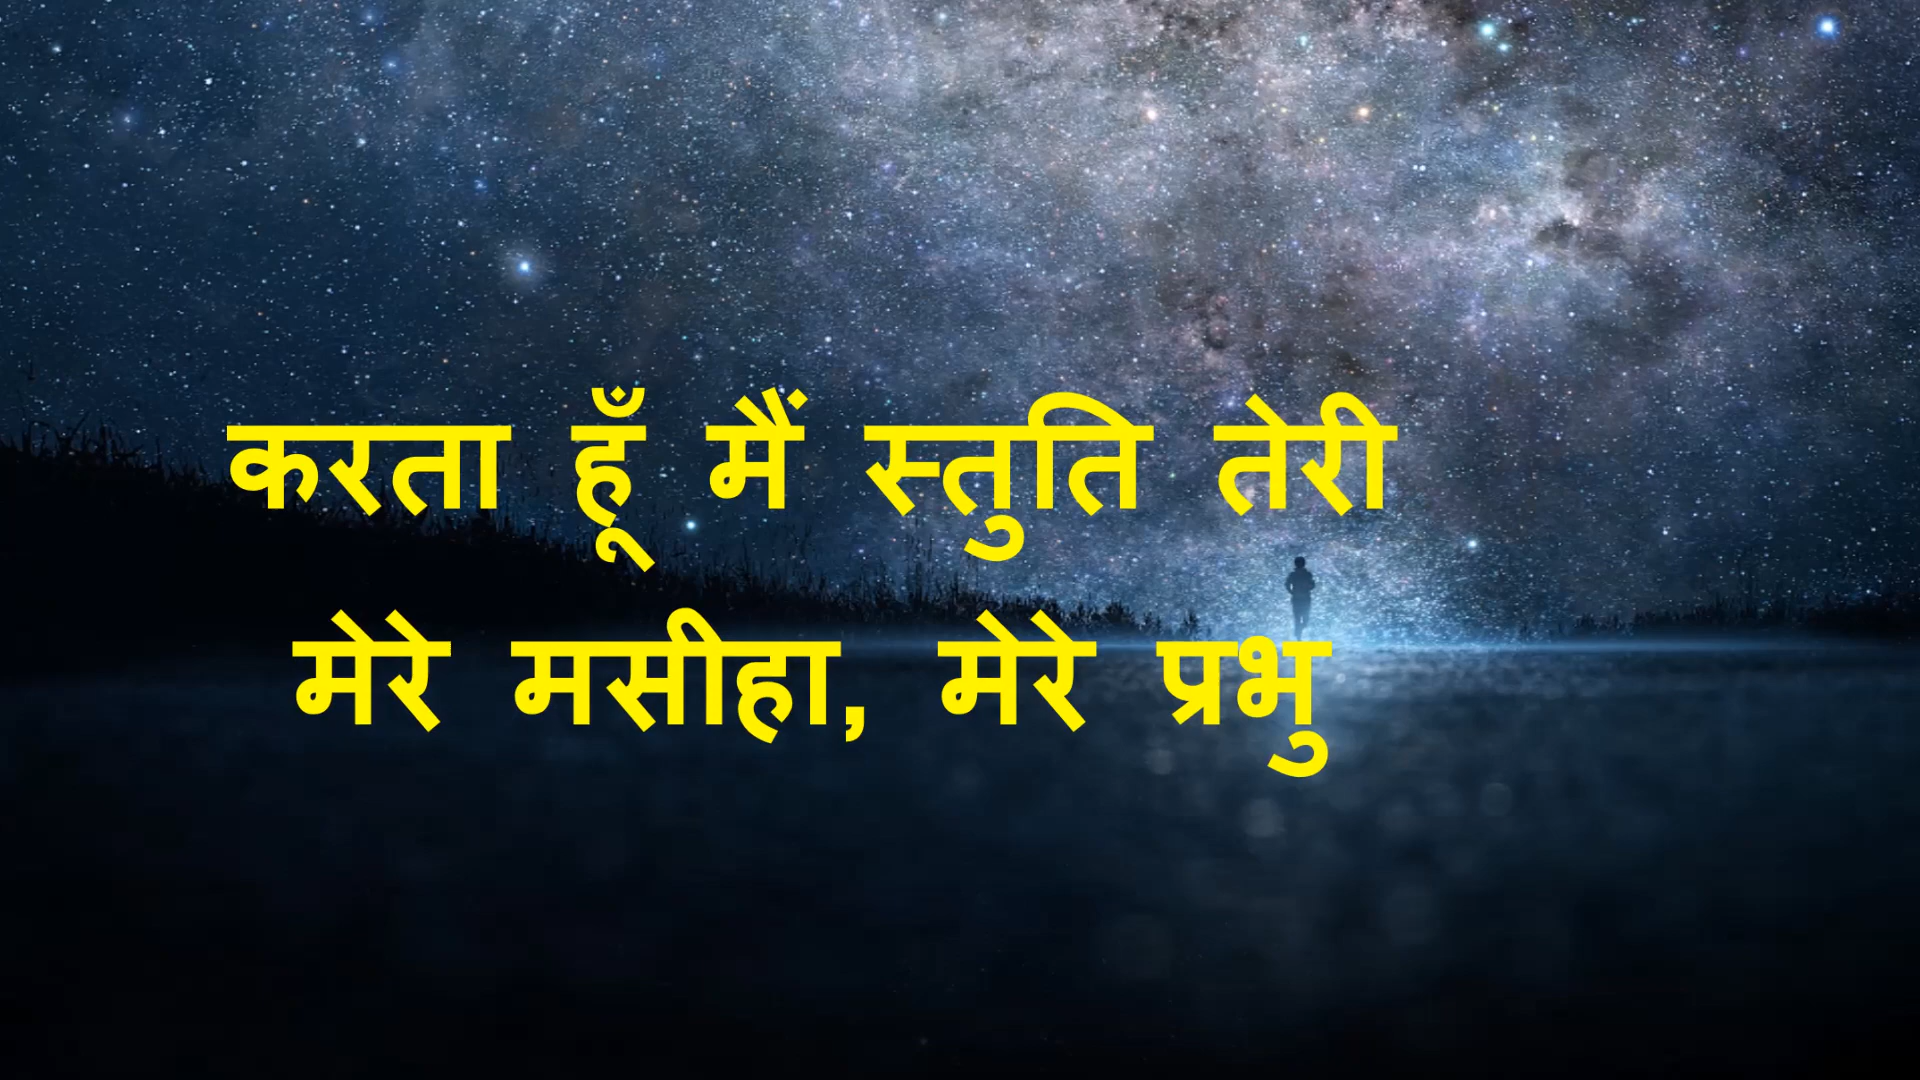 करता हूँ मैं स्तुति तेरी
मेरे मसीहा, मेरे प्रभु